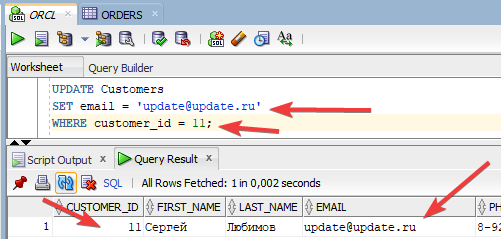 ORCL
ORDERS
SQL
Aa
Worksheet Query Builder
UPDATE Customers
SET email = 'update@update.ru'
WHERE customer_id = 11;
Script Output x Query Result x
SQL | All Rows Fetched: 1 in 0,002 seconds
CUSTOMER_ID FIRST_NAME LAST_NAME EMAIL PH
1 11 Сергей Любимов update@update.ru 8-92